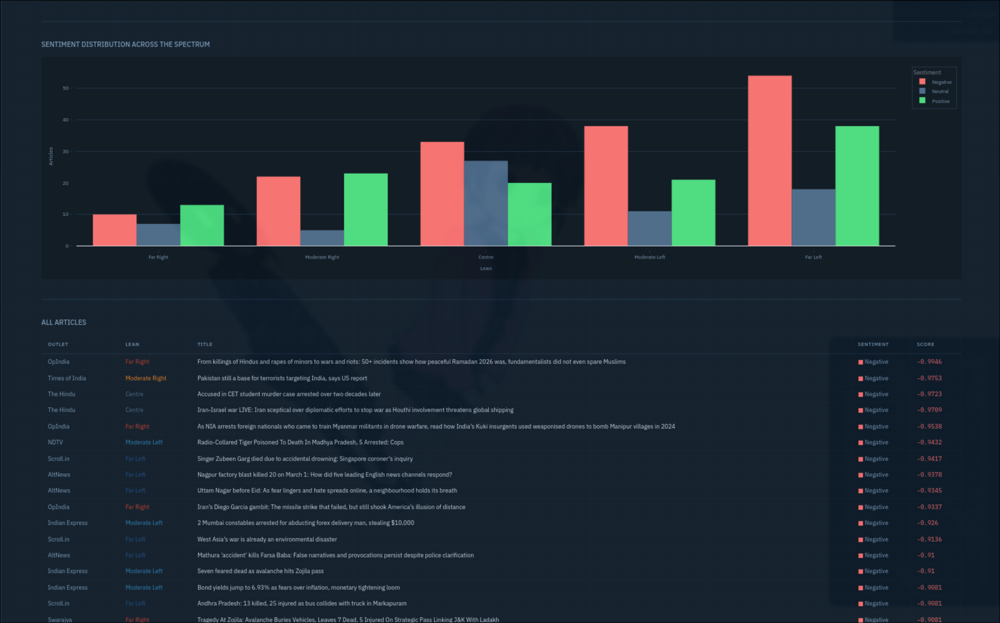 SENTIMENT DISTRIBUTION ACROSS THE SPECTRUM
Sentiment
Negative
Neutral
Positive
50
40
30
20
10
0
Articles
Far Right Moderate Right Centre Moderate Left Far Left
Lean
ALL ARTICLES
OUTLET LEAN TITLE SENTIMENT SCORE
OpIndia Far Right From killings of Hindus and rapes of minors to wars and riots: 50+ incidents show how peaceful Ramadan 2026 was, fundamentalists did not even spare Muslims Negative -0.9946
Times of India Moderate Right Pakistan still a base for terrorists targeting India, says US report Negative -0.9753
The Hindu Centre Accused in CET student murder case arrested over two decades later Negative -0.9723
The Hindu Centre Iran-Israel war LIVE: Iran sceptical over diplomatic efforts to stop war as Houthi involvement threatens global shipping Negative -0.9709
OpIndia Far Right As NIA arrests foreign nationals who came to train Myanmar militants in drone warfare, read how India's Kuki insurgents used weaponised drones to bomb Manipur villages in 2024 Negative -0.9538
NDTV Moderate Left Radio-Collared Tiger Poisoned To Death In Madhya Pradesh, 5 Arrested: Cops Negative -0.9432
Scroll.in Far Left Singer Zubeen Garg died due to accidental drowning: Singapore coroner's inquiry Negative -0.9417
AltNews Far Left Nagpur factory blast killed 20 on March 1: How did five leading English news channels respond? Negative -0.9378
AltNews Far Left Uttam Nagar before Eid: As fear lingers and hate spreads online, a neighbourhood holds its breath Negative -0.9345
OpIndia Far Right Iran's Diego Garcia gambit: The missile strike that failed, but still shook America's illusion of distance Negative -0.9337
Indian Express Moderate Left 2 Mumbai constables arrested for abducting forex delivery man, stealing $10,000 Negative -0.926
Scroll.in Far Left West Asia's war is already an environmental disaster Negative -0.9136
AltNews Far Left Mathura ‘accident’ kills Farsa Baba: False narratives and provocations persist despite police clarification Negative -0.91
Indian Express Moderate Left Seven feared dead as avalanche hits Zojila pass Negative -0.91
Indian Express Moderate Left Bond yields jump to 6.93% as fears over inflation, monetary tightening loom Negative -0.9081
Scroll.in Far Left Andhra Pradesh: 13 killed, 25 injured as bus collides with truck in Markapuram Negative -0.9081
Swarajya Far Right Tragedy At Zojila: Avalanche Buries Vehicles, Leaves 7 Dead, 5 Injured On Strategic Pass Linking J&K With Ladakh Negative -0.9081